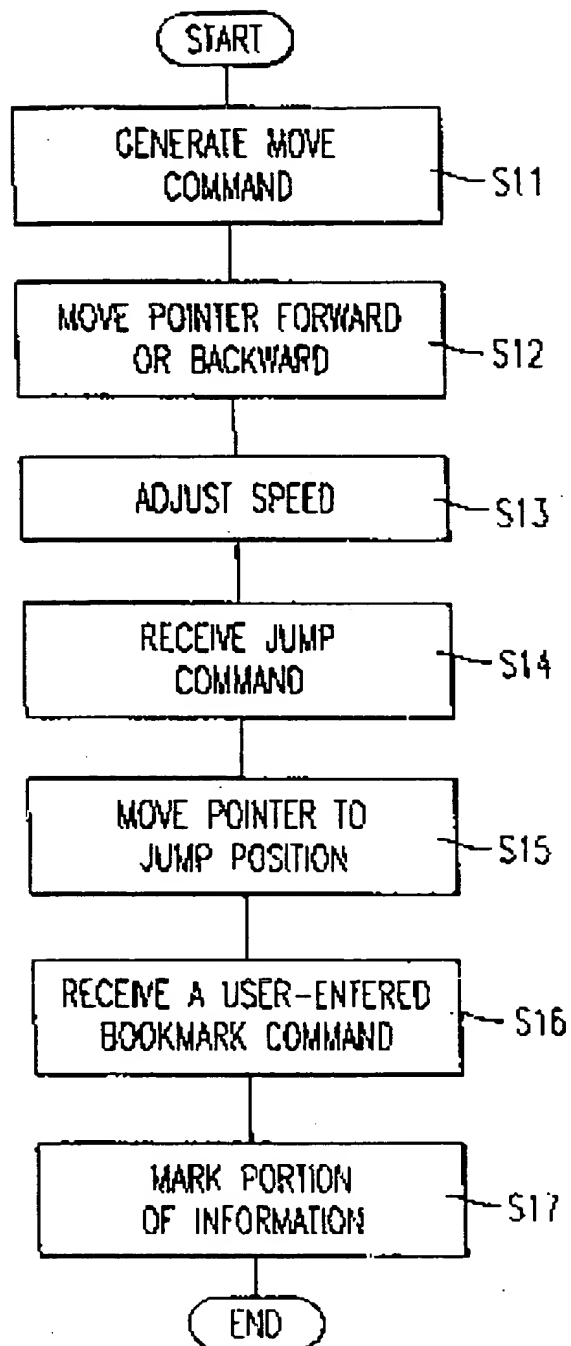 START
GENERATE MOVE
COMMAND
S11
MOVE POINTER FORWARD
OR BACKWARD
S12
ADJUST SPEED
S13
RECEIVE JUMP
COMMAND
S14
MOVE POINTER TO
JUMP POSITION
S15
RECEIVE A USER-ENTERED
BOOKMARK COMMAND
S16
MARK PORTION
OF INFORMATION
S17
END